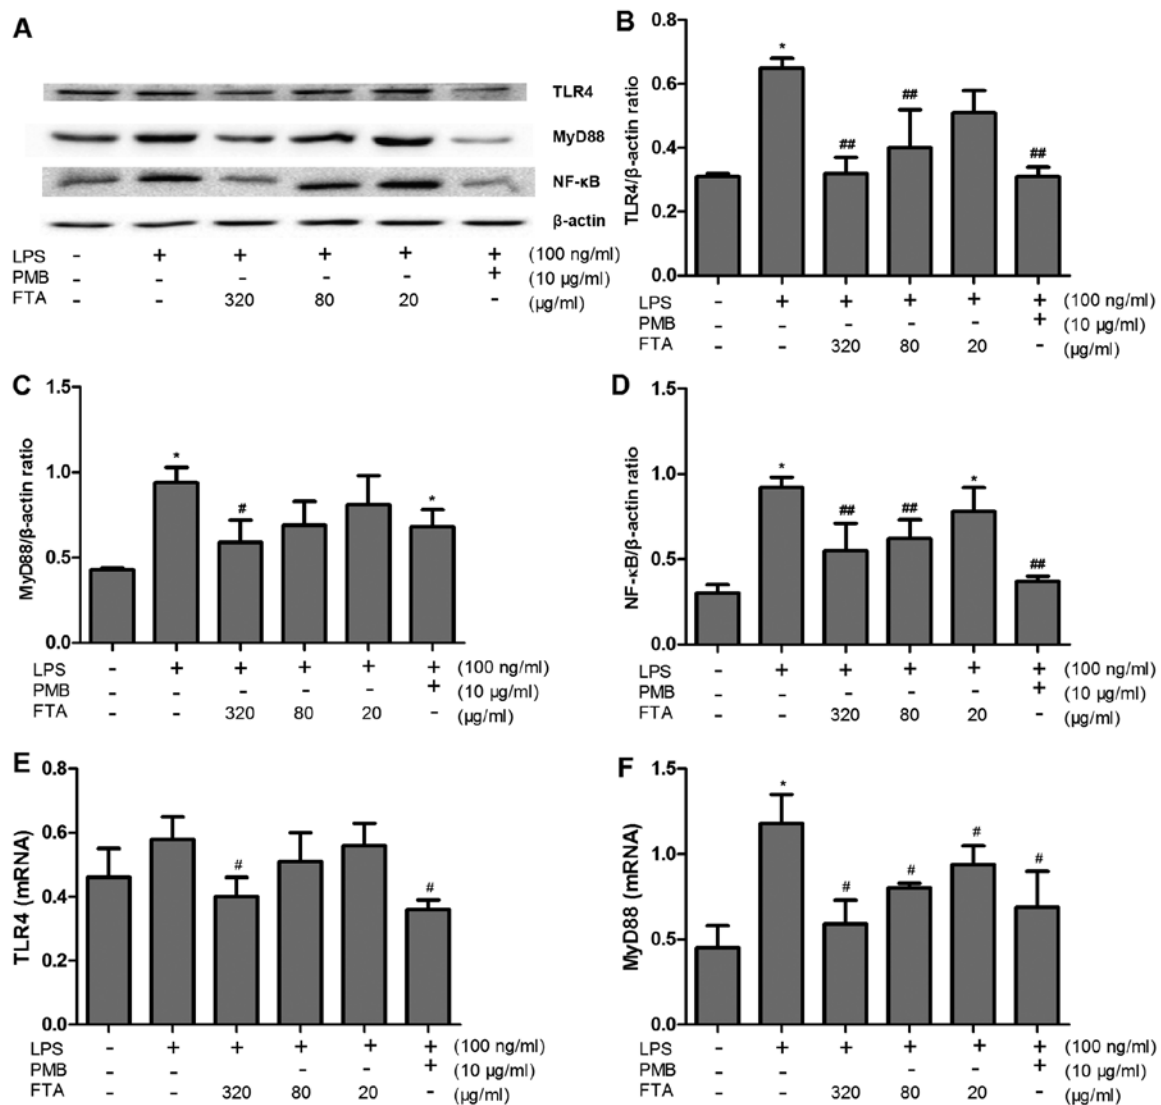 A
TLR4
MyD88
NF-κB
β-actin
LPS - + + + + + (100 ng/ml)
PMB - - - - - + (10 µg/ml)
FTA - - 320 80 20 - (µg/ml)
B
TLR4/β-actin ratio
0.8
0.6
0.4
0.2
0.0
* ## ## ##
LPS - + + + + + (100 ng/ml)
PMB - - - - - + (10 µg/ml)
FTA - - 320 80 20 - (µg/ml)
C
MyD88/β-actin ratio
1.5
1.0
0.5
0.0
* # *
LPS - + + + + + (100 ng/ml)
PMB - - - - - + (10 µg/ml)
FTA - - 320 80 20 - (µg/ml)
D
NF-κB/β-actin ratio
1.5
1.0
0.5
0.0
* ## ## * ##
LPS - + + + + + (100 ng/ml)
PMB - - - - - + (10 µg/ml)
FTA - - 320 80 20 - (µg/ml)
E
TLR4 (mRNA)
0.8
0.6
0.4
0.2
0.0
# #
LPS - + + + + + (100 ng/ml)
PMB - - - - - + (10 µg/ml)
FTA - - 320 80 20 - (µg/ml)
F
MyD88 (mRNA)
1.5
1.0
0.5
0.0
* # # # #
LPS - + + + + + (100 ng/ml)
PMB - - - - - + (10 µg/ml)
FTA - - 320 80 20 - (µg/ml)